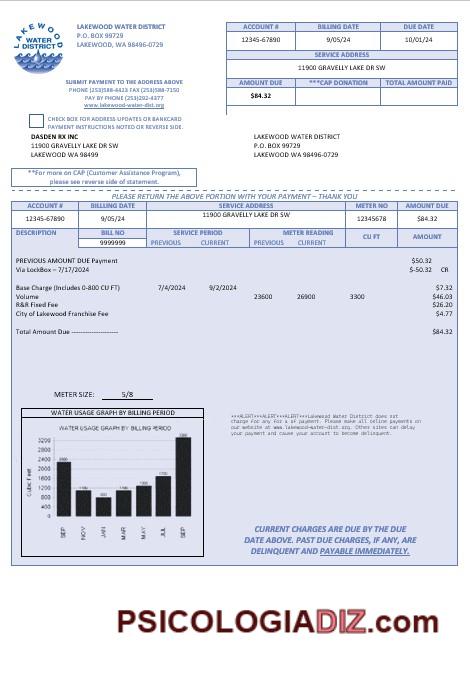 LAKEWOOD
WATER
DISTRICT
LAKEWOOD WATER DISTRICT
P.O. BOX 99729
LAKEWOOD, WA 98496-0729
SUBMIT PAYMENT TO THE ADDRESS ABOVE
PHONE (253)588-4423 FAX (253)588-7150
PAY BY PHONE (253)292-4377
www.lakewood-water-dist.org
CHECK BOX FOR ADDRESS UPDATES OR BANKCARD
PAYMENT INSTRUCTIONS NOTED OR REVERSE SIDE.
ACCOUNT # BILLING DATE DUE DATE
12345-67890 9/05/24 10/01/24
SERVICE ADDRESS
11900 GRAVELLY LAKE DR SW
AMOUNT DUE ***CAP DONATION TOTAL AMOUNT PAID
$84.32
DASDEN RX INC
11900 GRAVELLY LAKE DR SW
LAKEWOOD WA 98499
LAKEWOOD WATER DISTRICT
P.O. BOX 99729
LAKEWOOD, WA 98496-0729
**For more on CAP (Customer Assistance Program),
please see reverse side of statement.
PLEASE RETURN THE ABOVE PORTION WITH YOUR PAYMENT – THANK YOU
ACCOUNT # BILLLING DATE SERVICE ADDRESS METER NO AMOUNT DUE
12345-67890 9/05/24 11900 GRAVELLY LAKE DR SW 12345678 $84.32
DESCRIPTION BILL NO SERVICE PERIOD METER READING CU FT AMOUNT
9999999 PREVIOUS CURRENT PREVIOUS CURRENT
PREVIOUS AMOUNT DUE Payment $50.32
Via LockBox – 7/17/2024 $-50.32 CR
Base Charge (Includes 0-800 CU FT) 7/4/2024 9/2/2024 $7.32
Volume 23600 26900 3300 $46.03
R&R Fixed Fee $26.20
City of Lakewood Franchise Fee $4.77
Total Amount Due -------------------- $84.32
METER SIZE: 5/8
WATER USAGE GRAPH BY BILLING PERIOD
WATER USAGE GRAPH BY BILLING PERIOD
Cubic Feet
3200
2800
2400
2000
1600
1200
800
400
0
SEP NOV JAN MAR MAY JUL SEP
***ALERT***ALERT***ALERT***Lakewood Water District does not
charge for any for a of payment. Please make all online payments on
our website at www.lakewood-water-dist.org. Other sites can delay
your payment and cause your account to become delinquent.
CURRENT CHARGES ARE DUE BY THE DUE
DATE ABOVE. PAST DUE CHARGES, IF ANY, ARE
DELINQUENT AND PAYABLE IMMEDIATELY.
PSICOLOGIADIZ.com